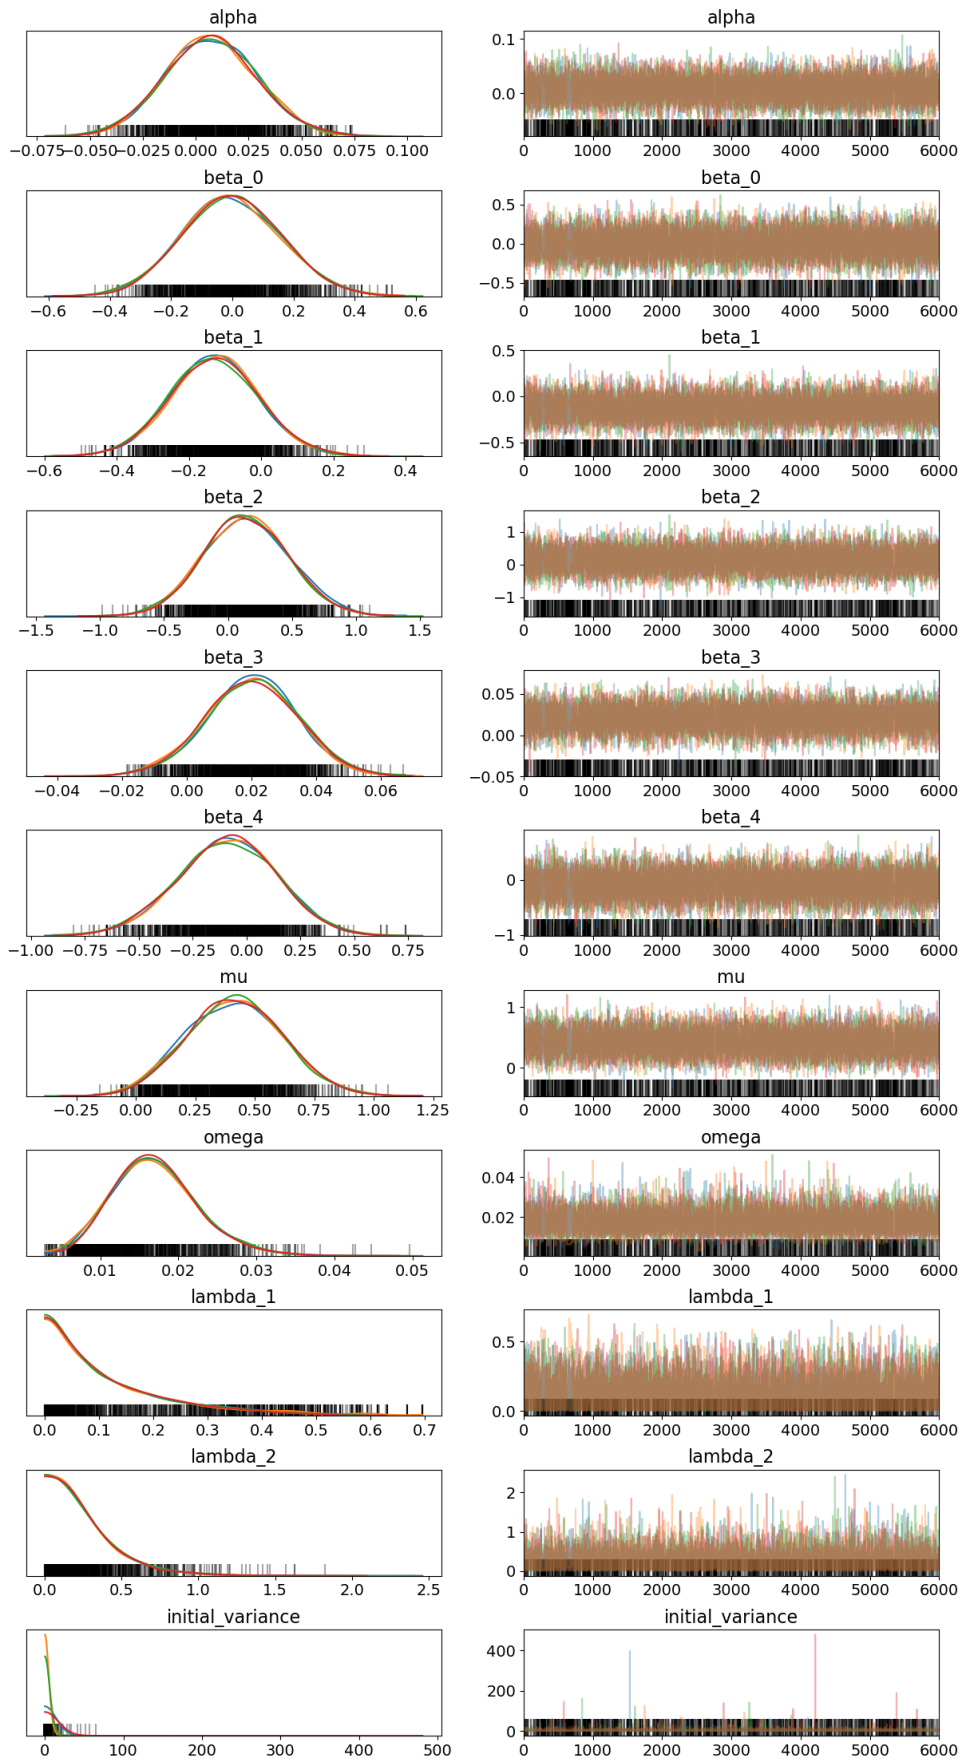 alpha alpha
0.1
0.0
−0.075 −0.050 −0.025 0.000 0.025 0.050 0.075 0.100 0 1000 2000 3000 4000 5000 6000
beta_0 beta_0
0.5
0.0
−0.5
−0.6 −0.4 −0.2 0.0 0.2 0.4 0.6 0 1000 2000 3000 4000 5000 6000
beta_1 beta_1
0.5
0.0
−0.5
−0.6 −0.4 −0.2 0.0 0.2 0.4 0 1000 2000 3000 4000 5000 6000
beta_2 beta_2
1
0
−1
−1.5 −1.0 −0.5 0.0 0.5 1.0 1.5 0 1000 2000 3000 4000 5000 6000
beta_3 beta_3
0.05
0.00
−0.05
−0.04 −0.02 0.00 0.02 0.04 0.06 0 1000 2000 3000 4000 5000 6000
beta_4 beta_4
0
−1
−1.00 −0.75 −0.50 −0.25 0.00 0.25 0.50 0.75 0 1000 2000 3000 4000 5000 6000
mu mu
1
0
−0.25 0.00 0.25 0.50 0.75 1.00 1.25 0 1000 2000 3000 4000 5000 6000
omega omega
0.04
0.02
0.01 0.02 0.03 0.04 0.05 0 1000 2000 3000 4000 5000 6000
lambda_1 lambda_1
0.5
0.0
0.0 0.1 0.2 0.3 0.4 0.5 0.6 0.7 0 1000 2000 3000 4000 5000 6000
lambda_2 lambda_2
2
1
0
0.0 0.5 1.0 1.5 2.0 2.5 0 1000 2000 3000 4000 5000 6000
initial_variance initial_variance
400
200
0
0 100 200 300 400 500 0 1000 2000 3000 4000 5000 6000